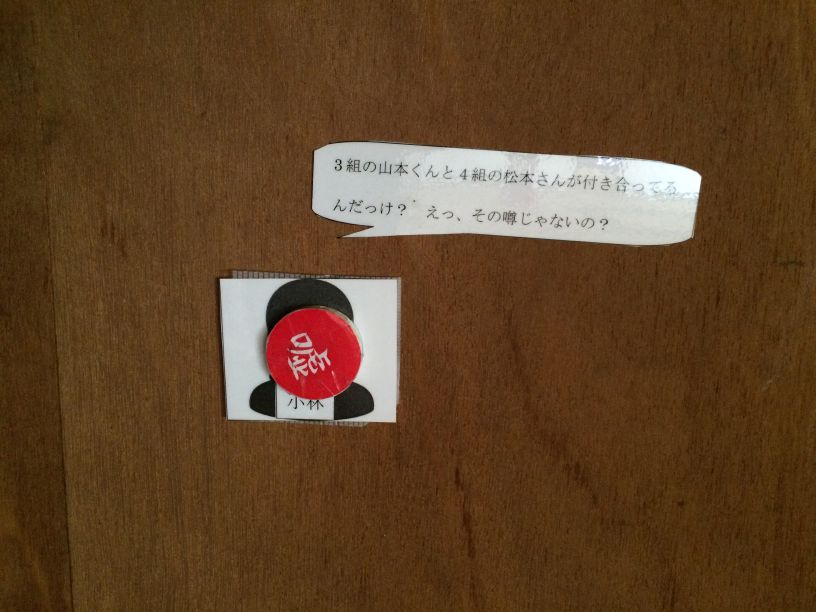 3組の山本くんと4組の松本さんが付き合ってる
んだっけ? えっ、その噂じゃないの?
嘘
小林